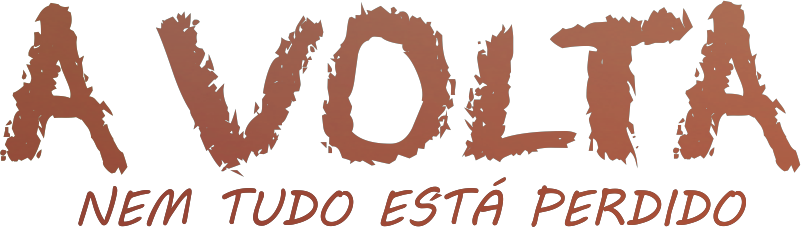 A VOLTA
NEM TUDO ESTÁ PERDIDO